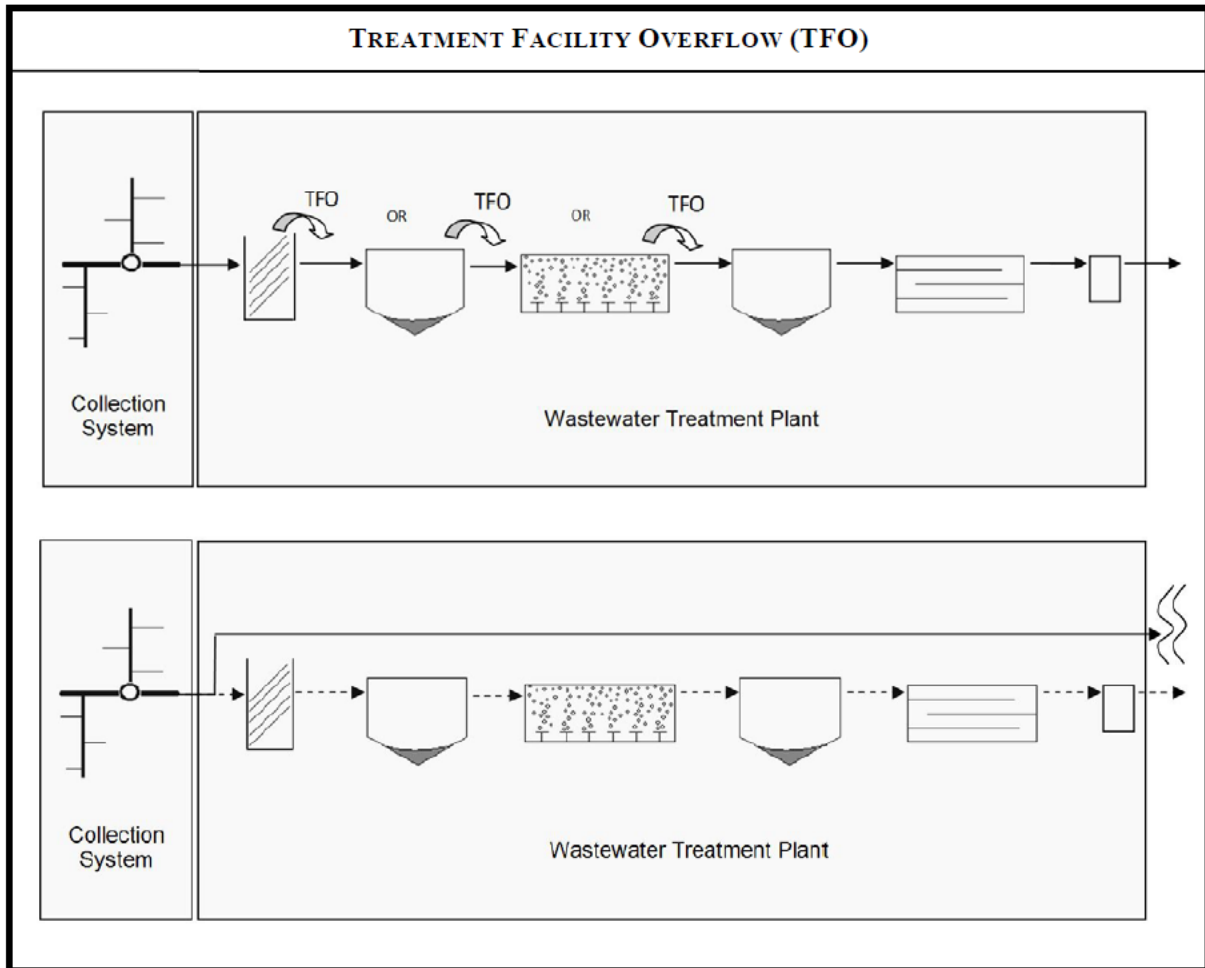 TREATMENT FACILITY OVERFLOW (TFO)
TFO
OR
TFO
OR
TFO
Collection
System
Wastewater Treatment Plant
Collection
System
Wastewater Treatment Plant